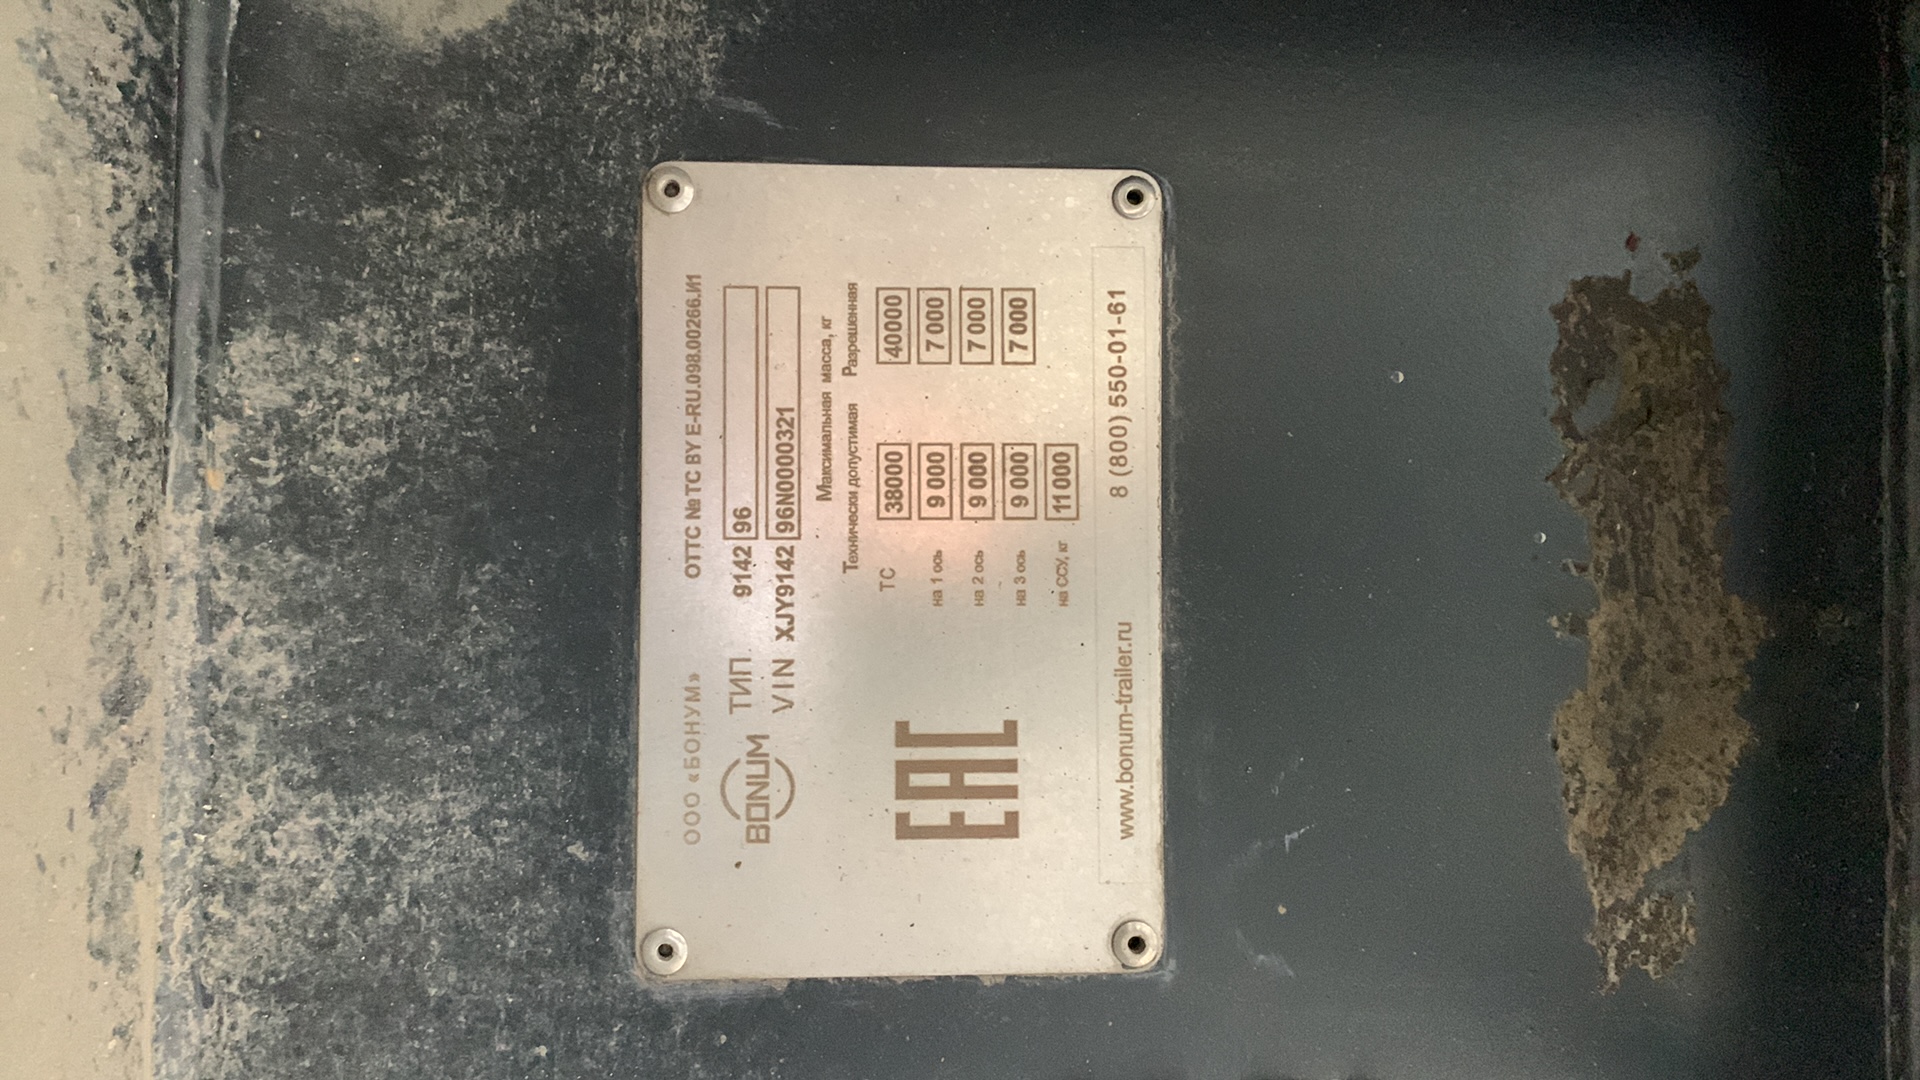 ООО «БОНУМ» ОТТС № ТС BY E-RU.098.00266.И1
BONUM ТИП 9142 96
VIN XJY9142 96N0000321
Максимальная масса, кг
Технически допустимая Разрешенная
ТС 38000 40000
на 1 ось 9 000 7 000
на 2 ось 9 000 7 000
на 3 ось 9 000 7 000
на ССУ, кг 11 000
EAC
www.bonum-trailer.ru 8 (800) 550-01-61